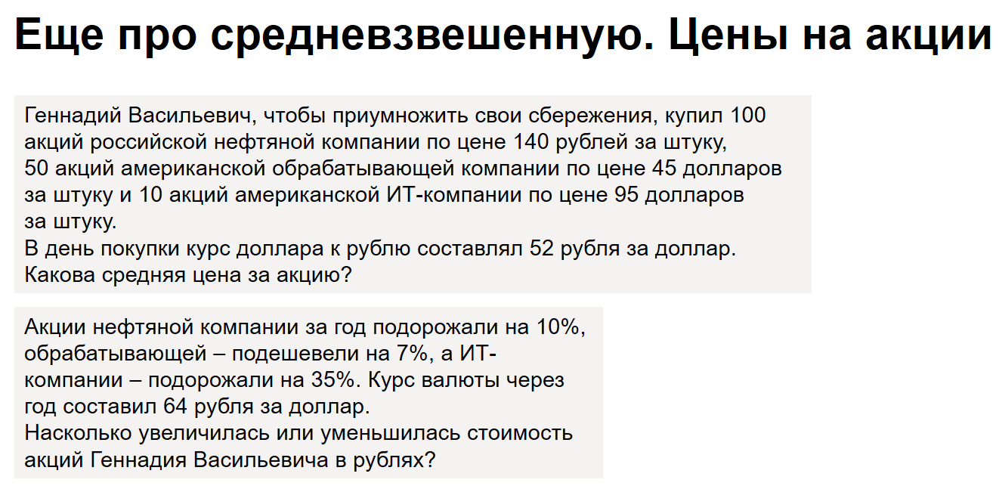 Еще про средневзвешенную. Цены на акции
Геннадий Васильевич, чтобы приумножить свои сбережения, купил 100
акций российской нефтяной компании по цене 140 рублей за штуку,
50 акций американской обрабатывающей компании по цене 45 долларов
за штуку и 10 акций американской ИТ-компании по цене 95 долларов
за штуку.
В день покупки курс доллара к рублю составлял 52 рубля за доллар.
Какова средняя цена за акцию?
Акции нефтяной компании за год подорожали на 10%,
обрабатывающей – подешевели на 7%, а ИТ-
компании – подорожали на 35%. Курс валюты через
год составил 64 рубля за доллар.
Насколько увеличилась или уменьшилась стоимость
акций Геннадия Васильевича в рублях?